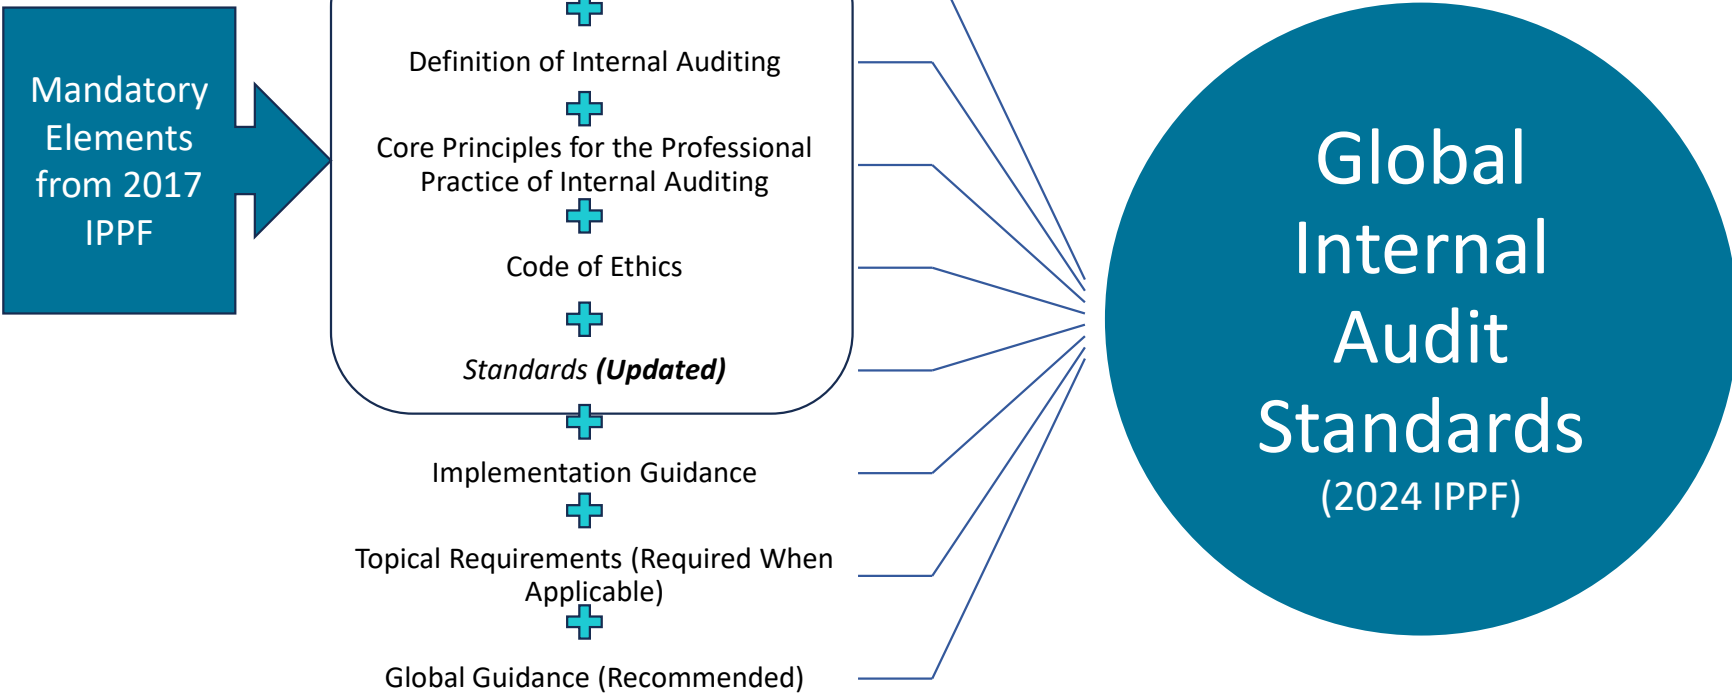 Mandatory
Elements
from 2017
IPPF
Definition of Internal Auditing
Core Principles for the Professional
Practice of Internal Auditing
Code of Ethics
Standards (Updated)
Implementation Guidance
Topical Requirements (Required When
Applicable)
Global Guidance (Recommended)
Global
Internal
Audit
Standards
(2024 IPPF)